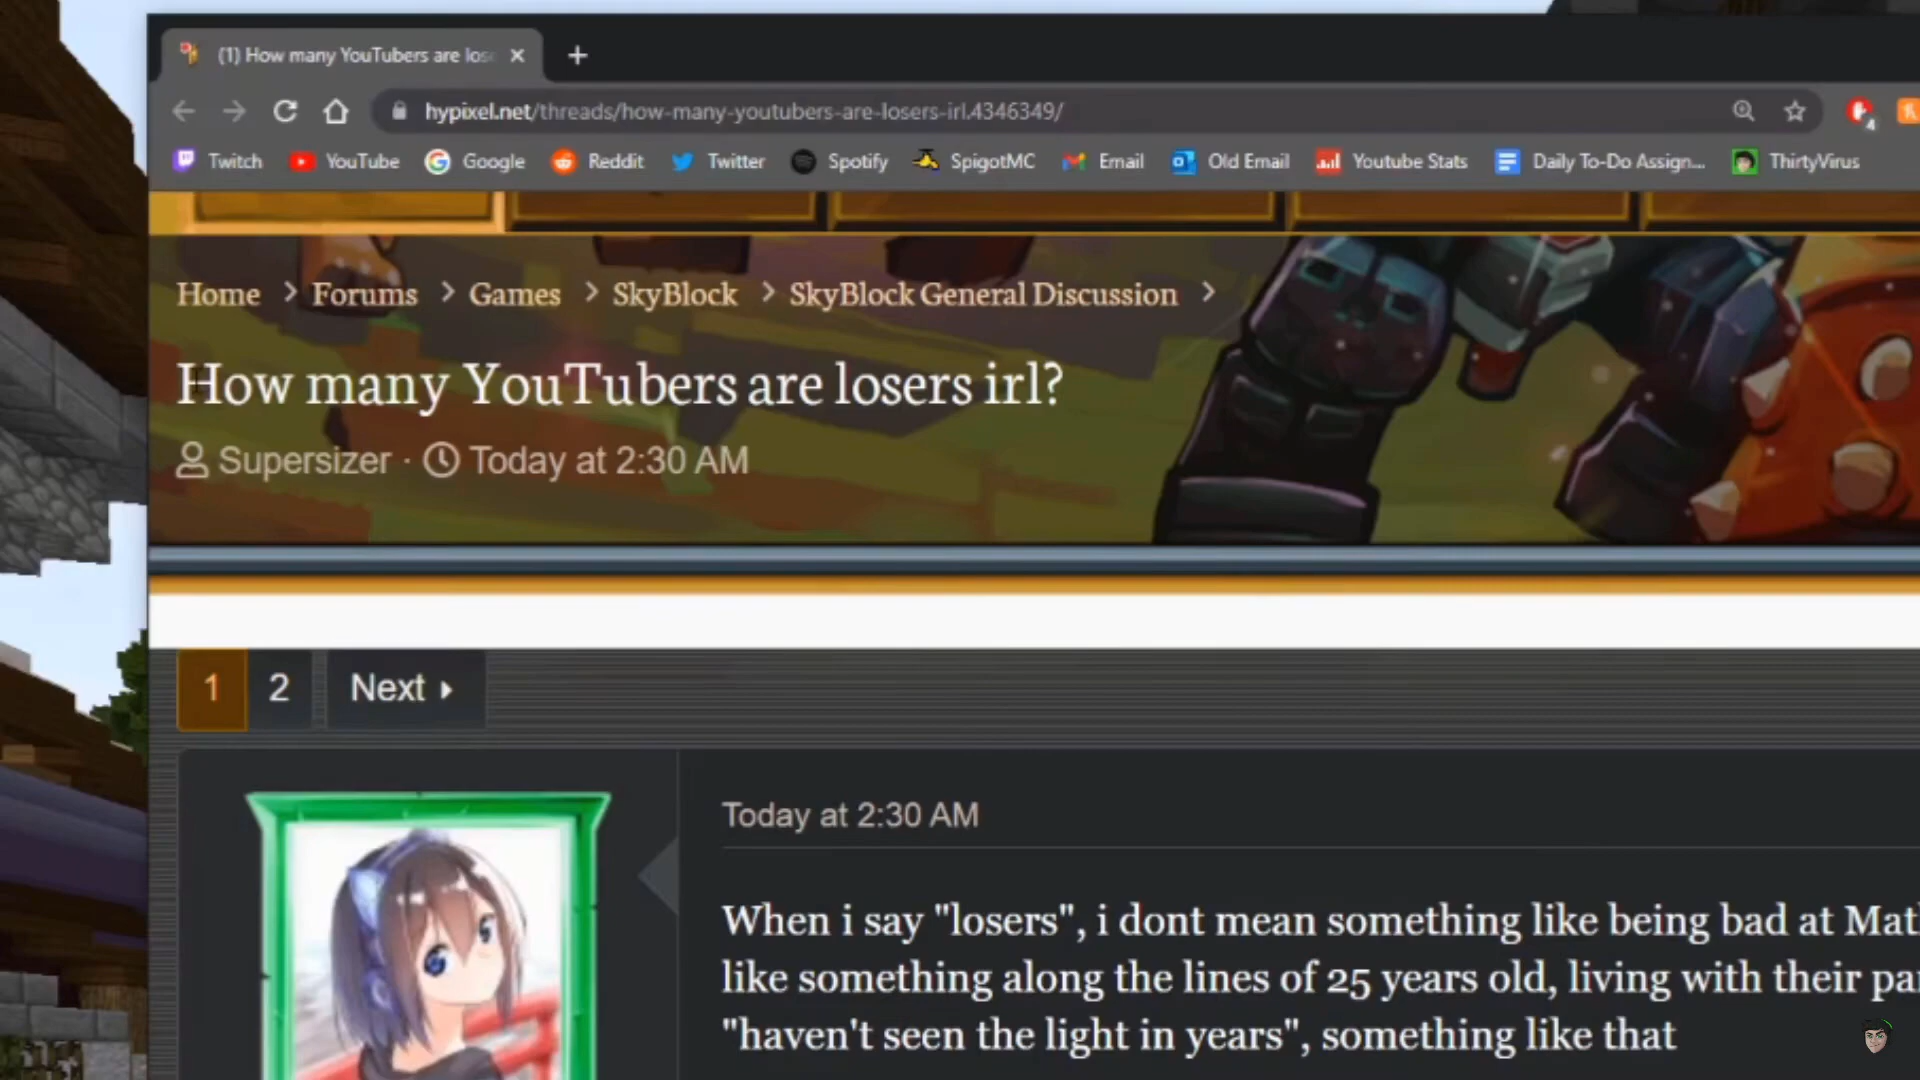 (1) How many YouTubers are
hypixel.net/threads/how-many-youtubers-are-losers-irl.4346349/
4
Twitch YouTube Google Reddit Twitter Spotify SpigotMC Email Old Email Youtube Stats Daily To-Do Assign... ThirtyVirus
Home > Forums > Games > SkyBlock > SkyBlock General Discussion >
How many YouTubers are losers irl?
Supersizer · Today at 2:30 AM
1 2 Next
Today at 2:30 AM
When i say "losers", i dont mean something like being bad at
like something along the lines of 25 years old, living with their
"haven't seen the light in years", something like that